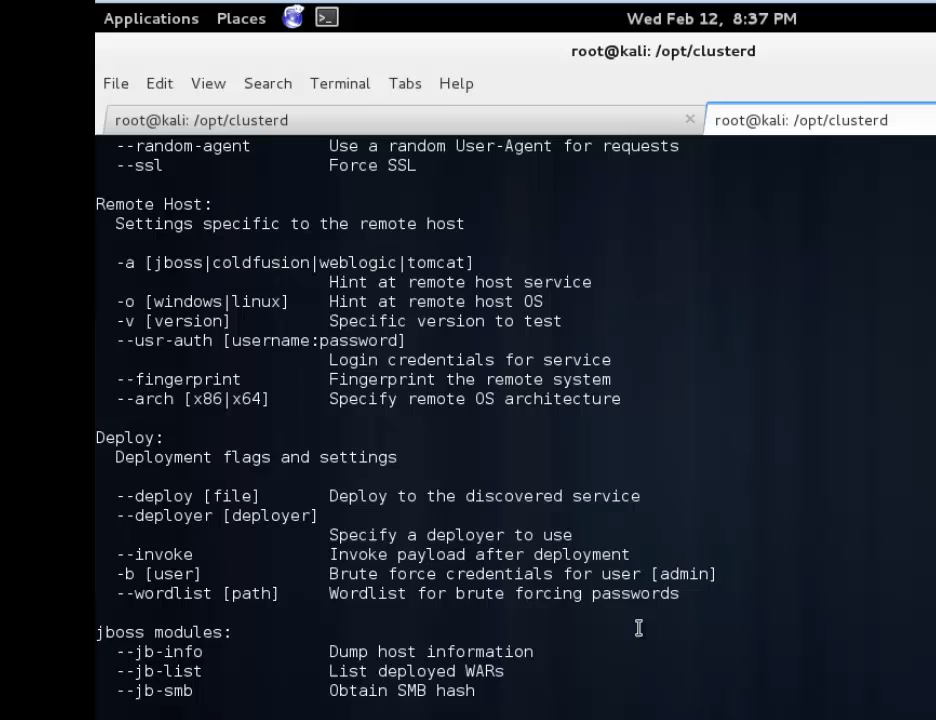 Applications Places Wed Feb 12, 8:37 PM
root@kali: /opt/clusterd
File Edit View Search Terminal Tabs Help
root@kali: /opt/clusterd × root@kali: /opt/clusterd
--random-agent Use a random User-Agent for requests
--ssl Force SSL
Remote Host:
Settings specific to the remote host
-a [jboss|coldfusion|weblogic|tomcat]
Hint at remote host service
-o [windows|linux] Hint at remote host OS
-v [version] Specific version to test
--usr-auth [username:password]
Login credentials for service
--fingerprint Fingerprint the remote system
--arch [x86|x64] Specify remote OS architecture
Deploy:
Deployment flags and settings
--deploy [file] Deploy to the discovered service
--deployer [deployer]
Specify a deployer to use
--invoke Invoke payload after deployment
-b [user] Brute force credentials for user [admin]
--wordlist [path] Wordlist for brute forcing passwords
jboss modules:
--jb-info Dump host information
--jb-list List deployed WARs
--jb-smb Obtain SMB hash